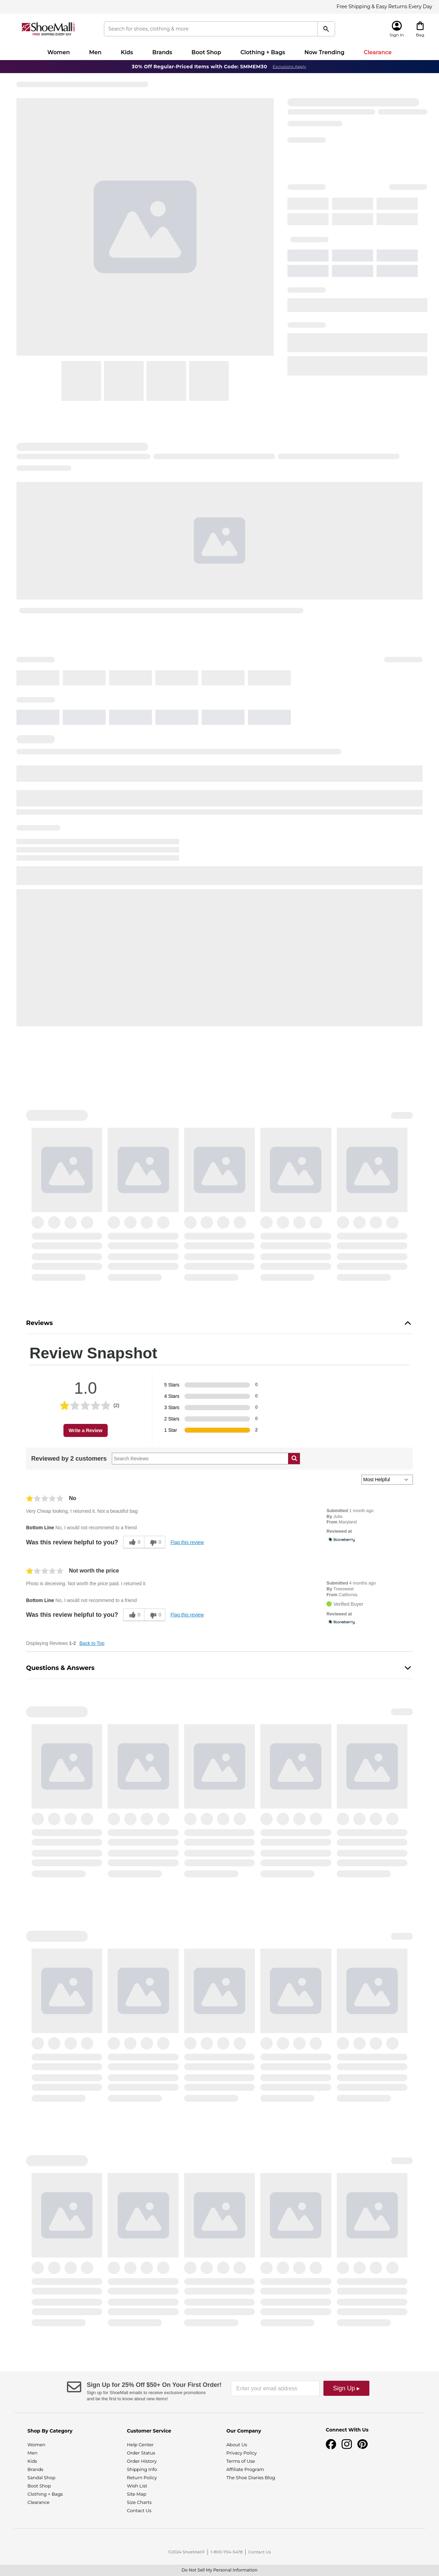 Free Shipping & Easy Returns Every Day
ShoeMall
FREE CHEAP SHIPPING EVERY DAY
Search for shoes, clothing & more
Sign In
Bag
Women Men Kids Brands Boot Shop Clothing + Bags Now Trending Clearance
30% Off Regular-Priced Items with Code: SMMEM30 Exclusions Apply
Reviews
Review Snapshot
1.0
(2)
Write a Review
5 Stars 0
4 Stars 0
3 Stars 0
2 Stars 0
1 Star 2
Reviewed by 2 customers
Search Reviews
Most Helpful
No
Very Cheap looking, I returned it. Not a beautiful bag
Bottom Line No, I would not recommend to a friend
Was this review helpful to you? 0 0 Flag this review
Submitted 1 month ago
By Julia
From Maryland
Reviewed at
Stoneberry
Not worth the price
Photo is deceiving. Not worth the price paid. I returned it
Bottom Line No, I would not recommend to a friend
Was this review helpful to you? 0 0 Flag this review
Submitted 4 months ago
By Treesweet
From California
Verified Buyer
Reviewed at
Stoneberry
Displaying Reviews 1-2 Back to Top
Questions & Answers
Sign Up for 25% Off $50+ On Your First Order!
Sign up for ShoeMall emails to receive exclusive promotions
and be the first to know about new items!
Enter your email address
Sign Up ▸
Shop By Category
Women
Men
Kids
Brands
Sandal Shop
Boot Shop
Clothing + Bags
Clearance
Customer Service
Help Center
Order Status
Order History
Shipping Info
Return Policy
Wish List
Site Map
Size Charts
Contact Us
Our Company
About Us
Privacy Policy
Terms of Use
Affiliate Program
The Shoe Diaries Blog
Connect With Us
©2024 ShoeMall® | 1-800-704-5478 | Contact Us
Do Not Sell My Personal Information